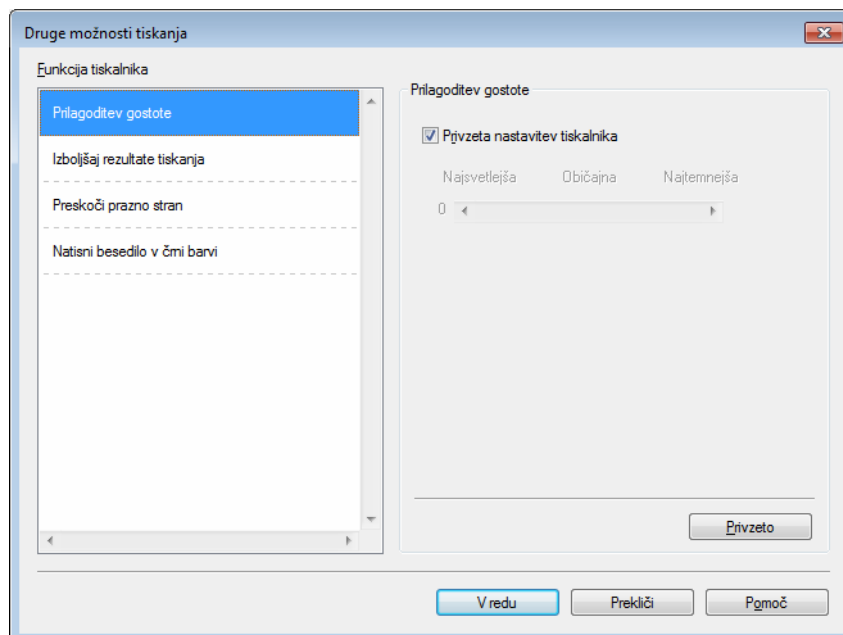 Druge možnosti tiskanja
Funkcija tiskalnika
Prilagoditev gostote
Izboljšaj rezultate tiskanja
Preskoči prazno stran
Natisni besedilo v črni barvi
Prilagoditev gostote
Privzeta nastavitev tiskalnika
Najsvetlejša Običajna Najtemnejša
0
Privzeto
V redu Prekliči Pomoč